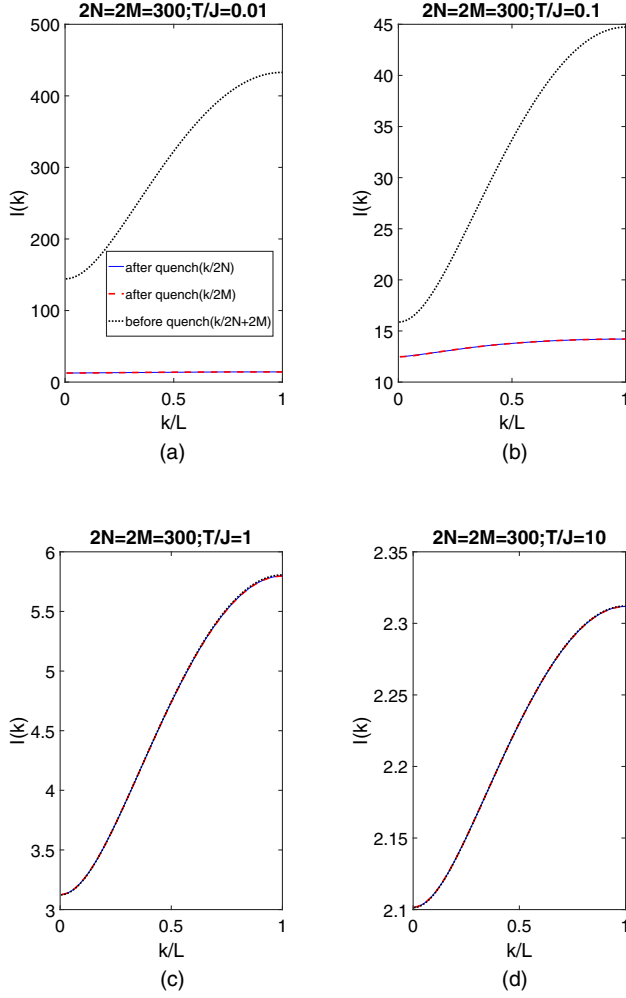 2N=2M=300;T/J=0.01
500
400
300
200
100
0
I(k)
after quench(k/2N)
after quench(k/2M)
before quench(k/2N+2M)
0
0.5
1
k/L
(a)
2N=2M=300;T/J=0.1
45
40
35
30
25
20
15
10
I(k)
0
0.5
1
k/L
(b)
2N=2M=300;T/J=1
6
5.5
5
4.5
4
3.5
3
I(k)
0
0.5
1
k/L
(c)
2N=2M=300;T/J=10
2.35
2.3
2.25
2.2
2.15
2.1
I(k)
0
0.5
1
k/L
(d)